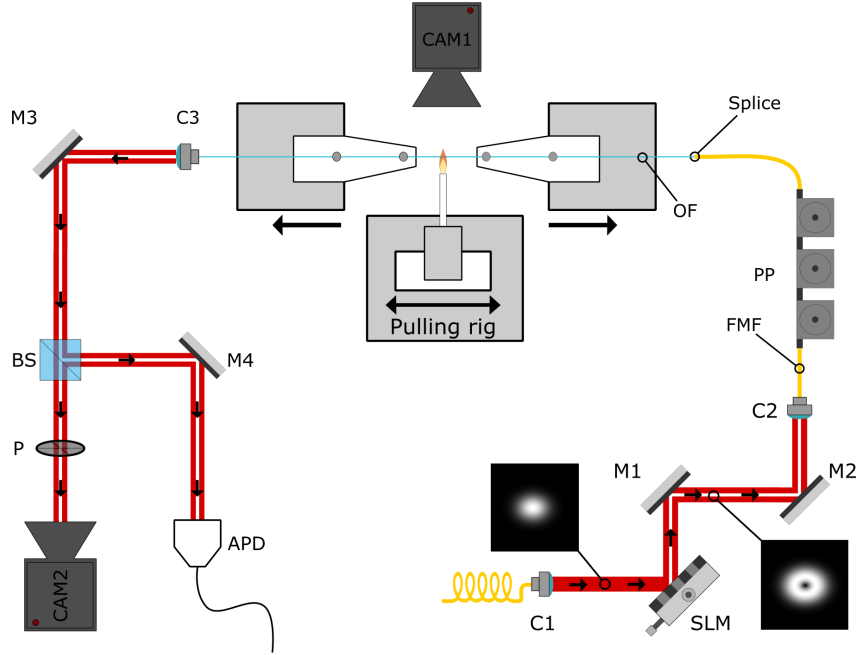 CAM1
M3
C3
Splice
OF
PP
Pulling rig
FMF
BS
M4
C2
P
M1
M2
APD
CAM2
C1
SLM